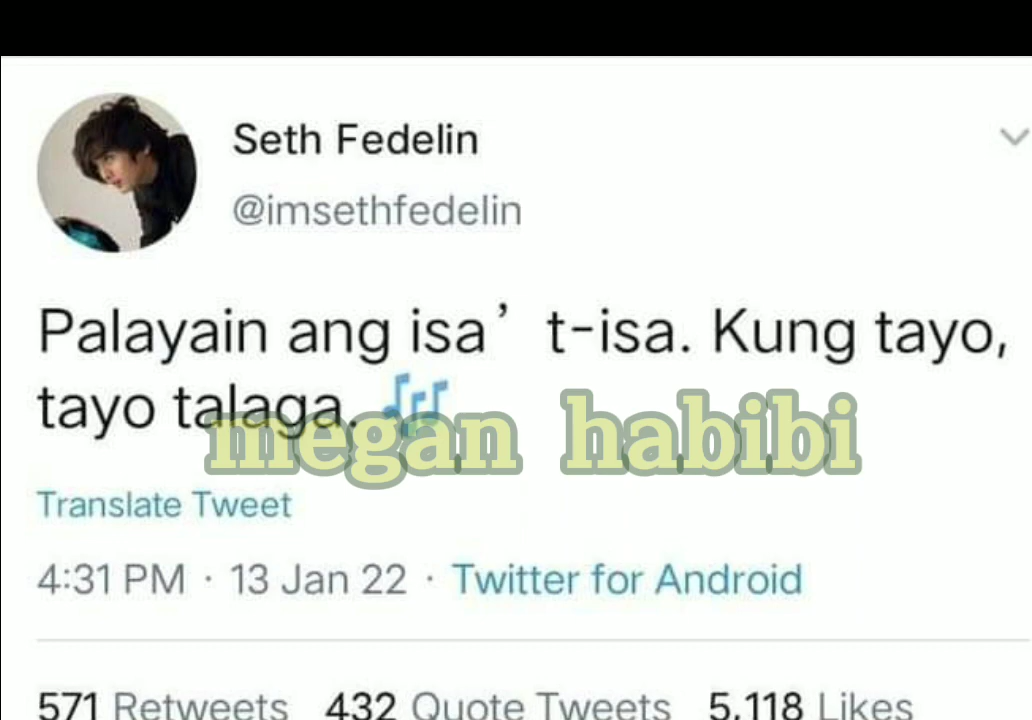 Seth Fedelin
@imsethfedelin
Palayain ang isa’ t-isa. Kung tayo,
tayo talaga. 🎶
megan habibi
Translate Tweet
4:31 PM · 13 Jan 22 · Twitter for Android
571 Retweets 432 Quote Tweets 5,118 Likes